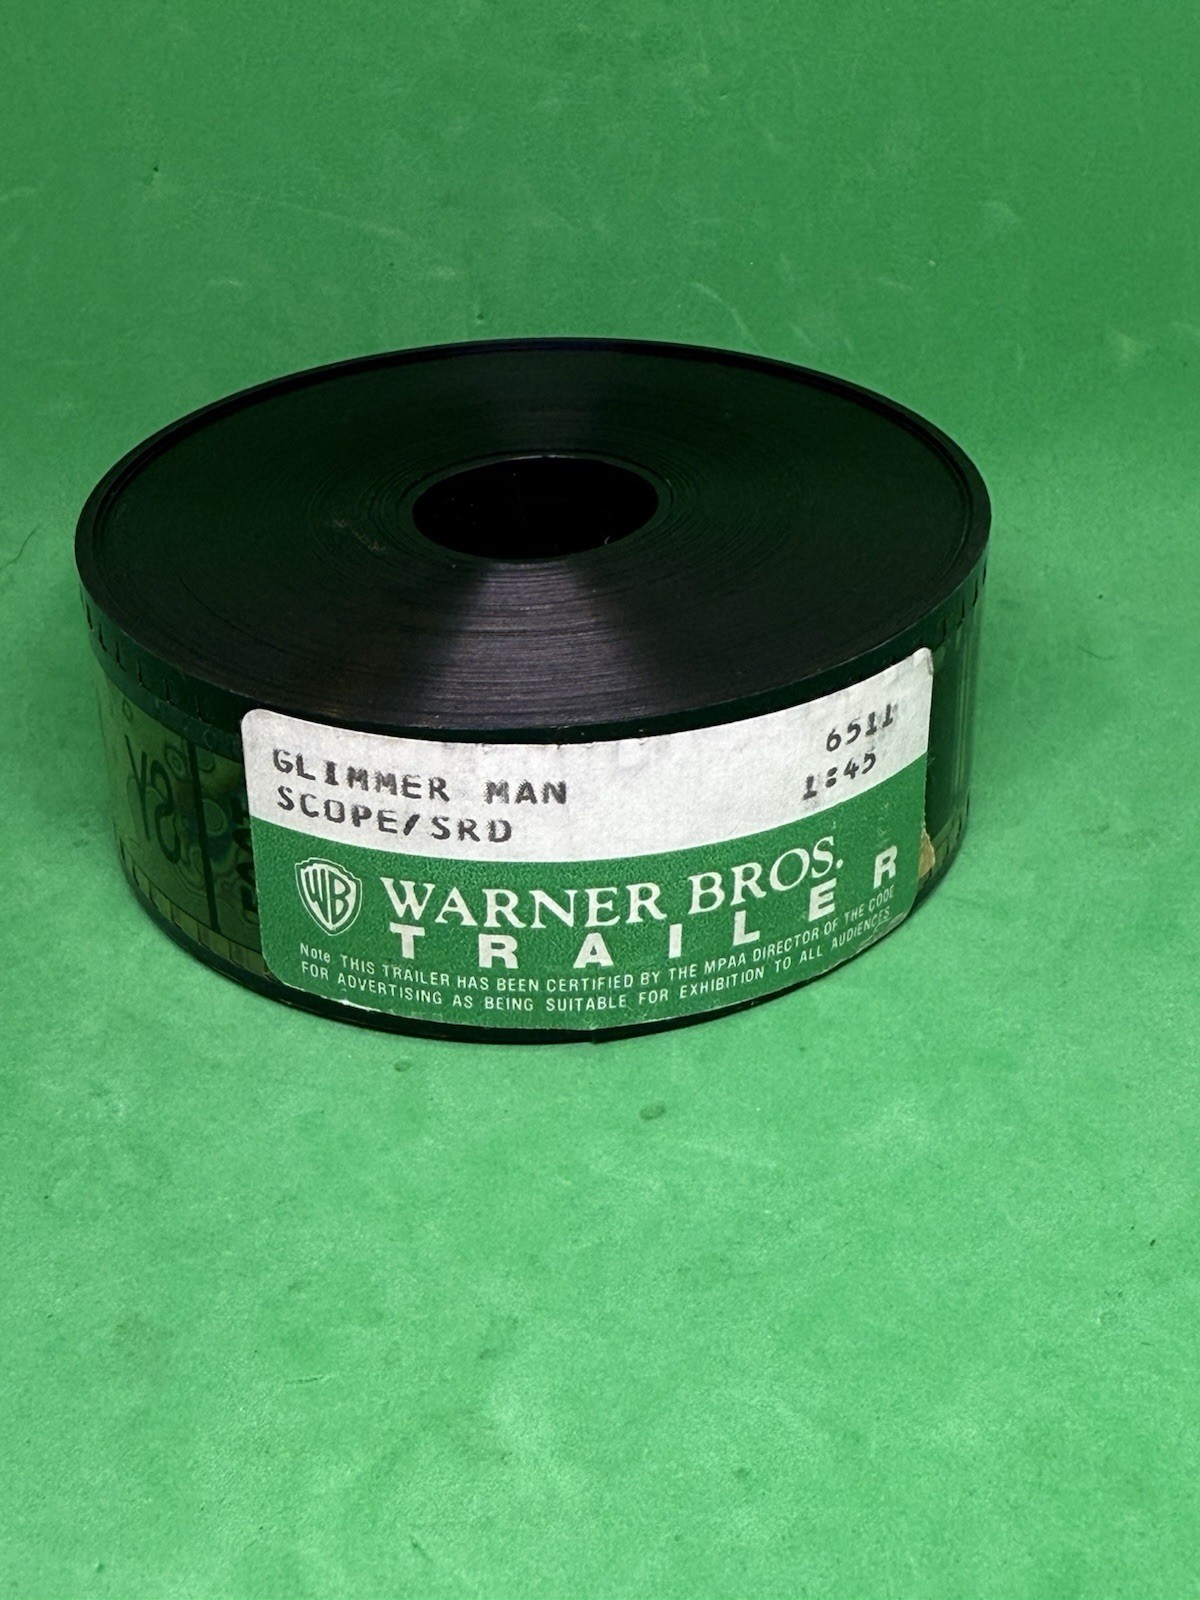 GLIMMER MAN 6511
SCOPE/SRD 1:45
WB WARNER BROS.
TRAILER
Note THIS TRAILER HAS BEEN CERTIFIED BY THE MPAA DIRECTOR OF THE CODE
FOR ADVERTISING AS BEING SUITABLE FOR EXHIBITION TO ALL AUDIENCES